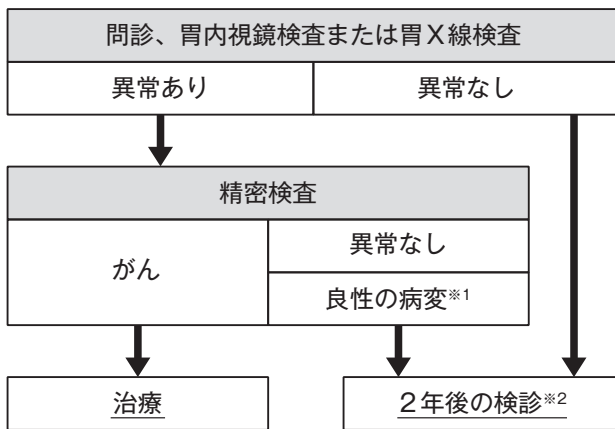 問診、胃内視鏡検査または胃X線検査
異常あり
異常なし
精密検査
がん
異常なし
良性の病変※1
治療
2年後の検診※2